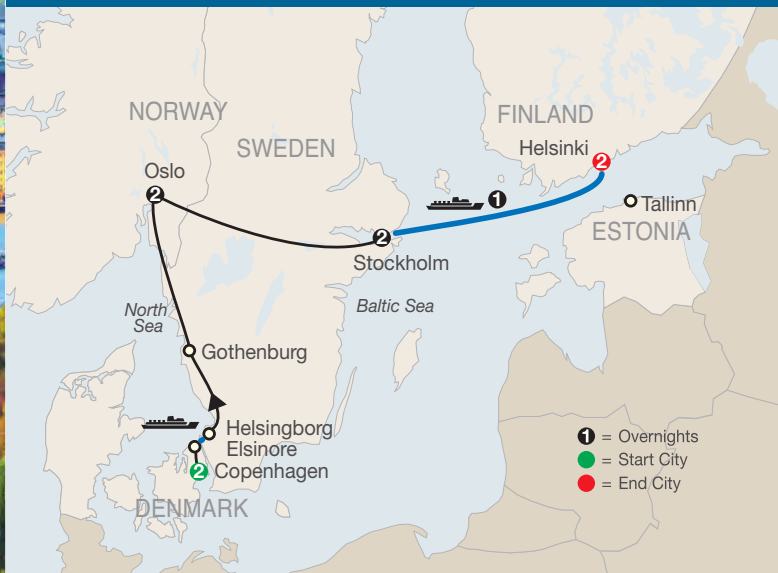 NORWAY
FINLAND
SWEDEN
Helsinki
2
Oslo
2
1
Tallinn
ESTONIA
2
Stockholm
North
Sea
Baltic Sea
Gothenburg
Helsingborg
Elsinore
2 Copenhagen
DENMARK
1 = Overnights
= Start City
= End City